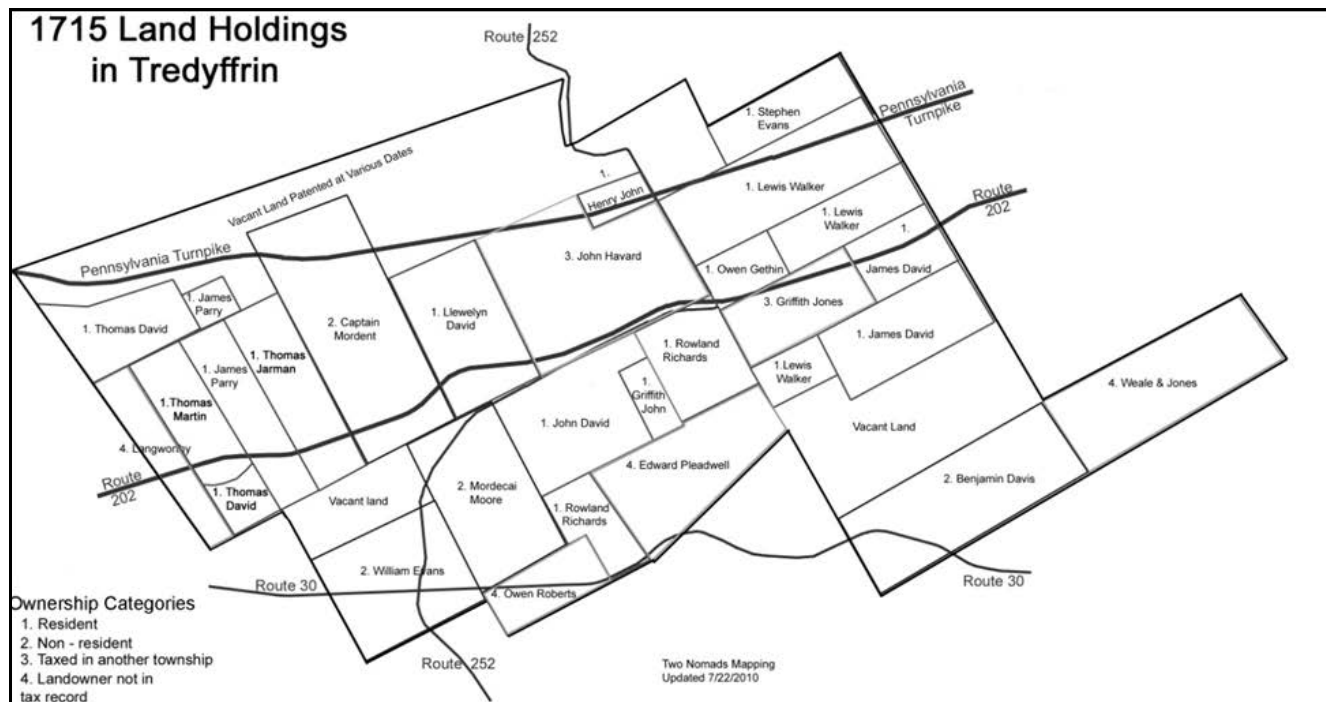 1715 Land Holdings
in Tredyffrin
Route 252
Pennsylvania
Turnpike
1. Stephen
Evans
Vacant Land Patented at Various Dates
1.
Henry John
1. Lewis Walker
Route
202
1. Lewis
Walker
1.
James David
Pennsylvania Turnpike
3. John Havard
1. Owen Gethin
3. Griffith Jones
1. James
Parry
1. Thomas David
2. Captain
Mordent
1. Llewelyn
David
1. James David
1. Rowland
Richards
1. Thomas
Jarman
1. James
Parry
1.Lewis
Walker
1.
Griffith
John
4. Weale & Jones
1.Thomas
Martin
1. John David
Vacant Land
4. Langworthy
4. Edward Pleadwell
Route
202
1. Thomas
David
Vacant land
2. Mordecai
Moore
2. Benjamin Davis
1. Rowland
Richards
2. William Evans
Route 30
4. Owen Roberts
Route 30
Ownership Categories
1. Resident
2. Non - resident
3. Taxed in another township
4. Landowner not in
tax record
Route 252
Two Nomads Mapping
Updated 7/22/2010